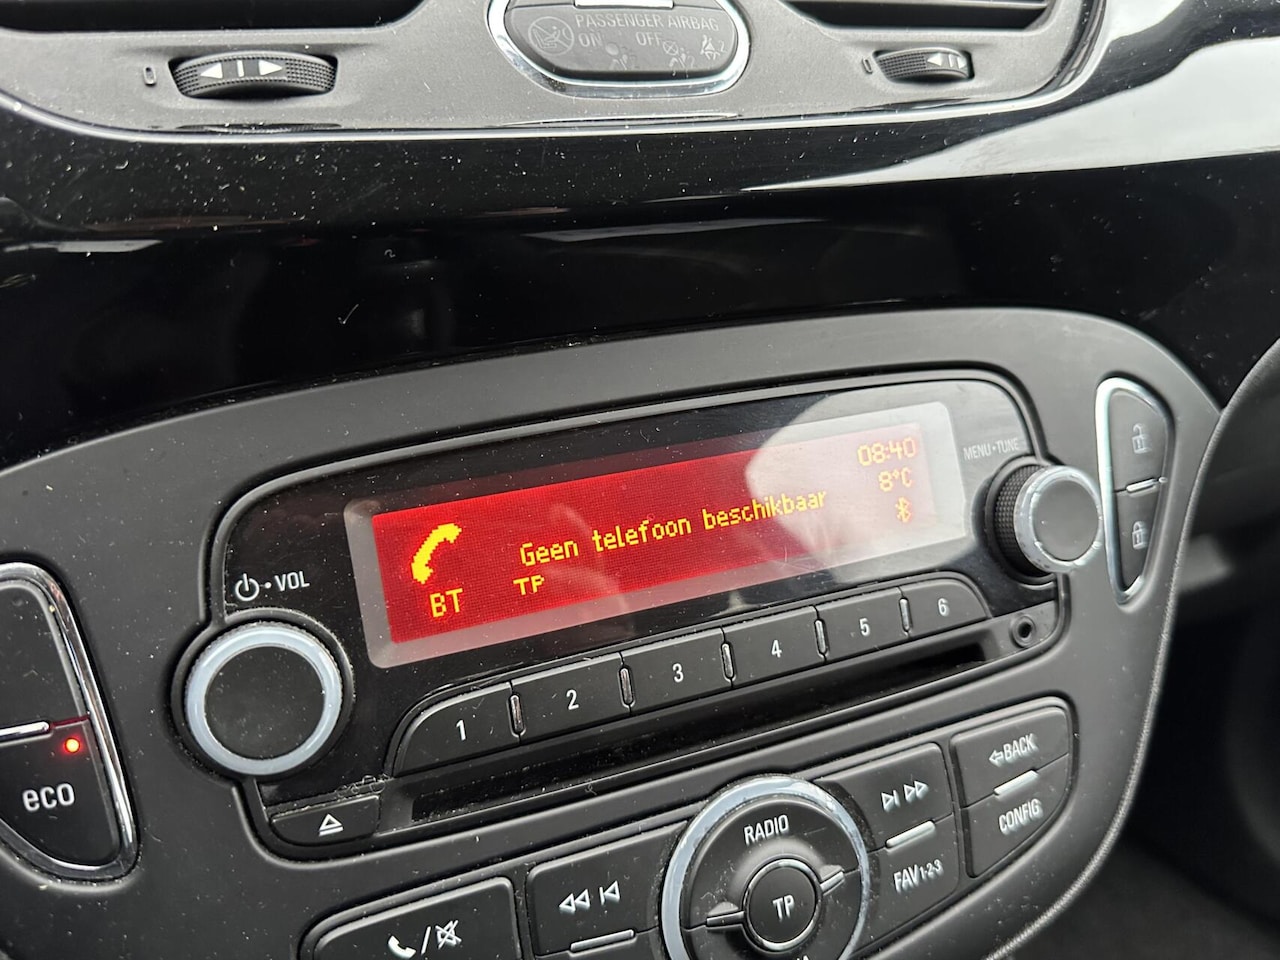 PASSENGER AIRBAG
ON OFF
08:40
8°C
Geen telefoon beschikbaar
BT TP
MENU•TUNE
VOL
1 2 3 4 5 6
eco
BACK
CONFIG
RADIO
FAV1-2-3
TP